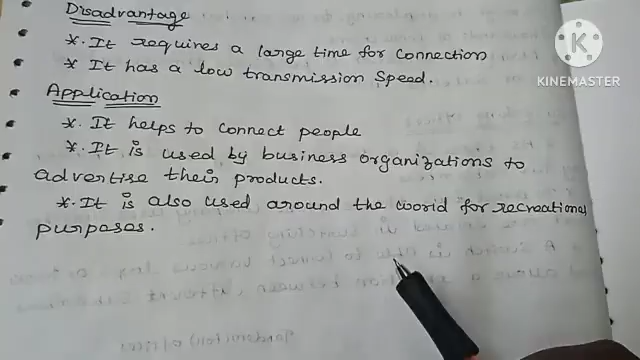 Disadvantage
*. It requires a large time for connection
* It has a low transmission speed.
Application
*. It helps to connect people
*. It is used by business organizations to
advertise their products.
*. It is also used around the world for recreational
purposes.
KINEMASTER